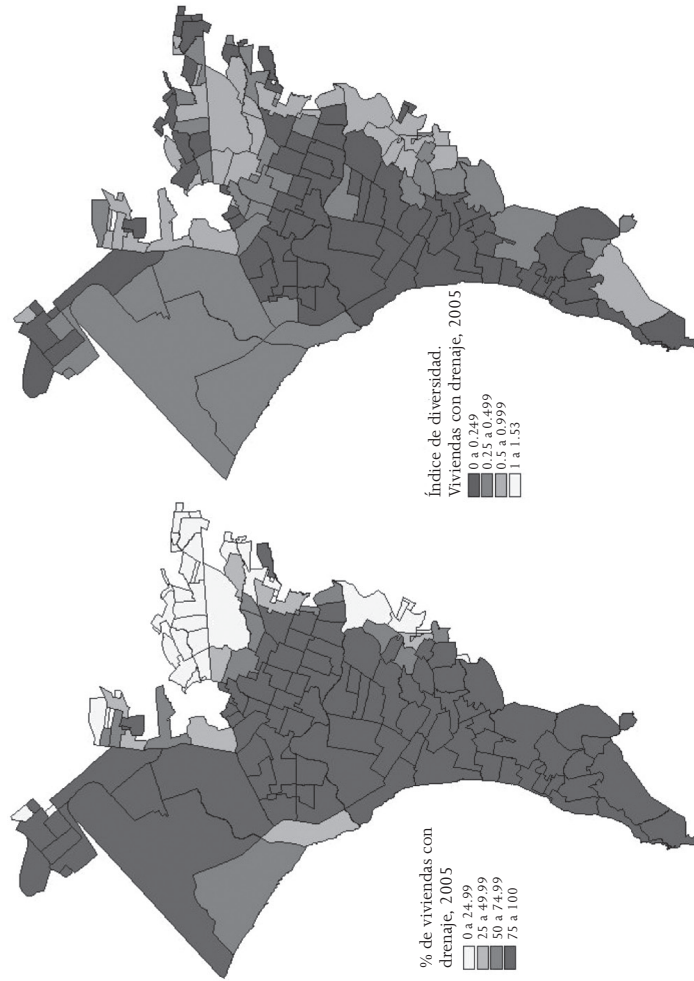 % de viviendas con
drenaje, 2005
0 a 24.99
25 a 49.99
50 a 74.99
75 a 100
Índice de diversidad.
Viviendas con drenaje, 2005
0 a 0.249
0.25 a 0.499
0.5 a 0.999
1 a 1.53